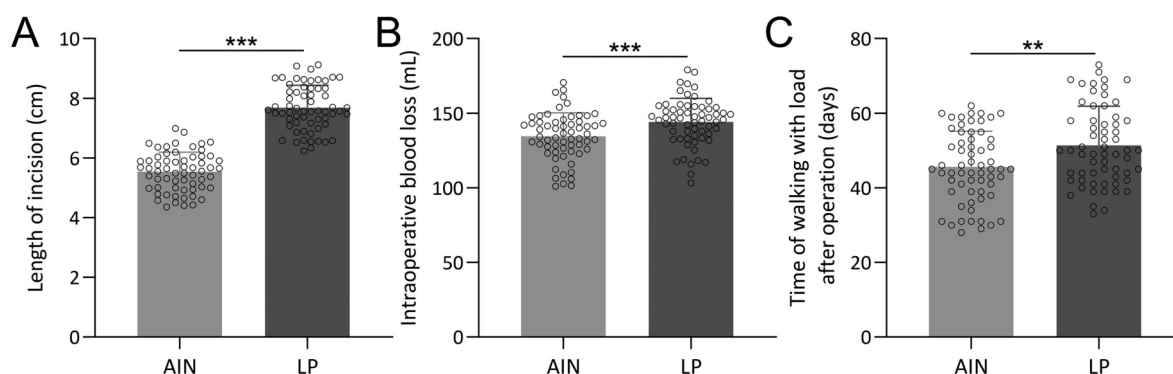 A
Length of incision (cm)
10
8
6
4
2
0
***
AIN
LP
B
Intraoperative blood loss (mL)
200
150
100
50
0
***
AIN
LP
C
Time of walking with load
after operation (days)
80
60
40
20
0
**
AIN
LP